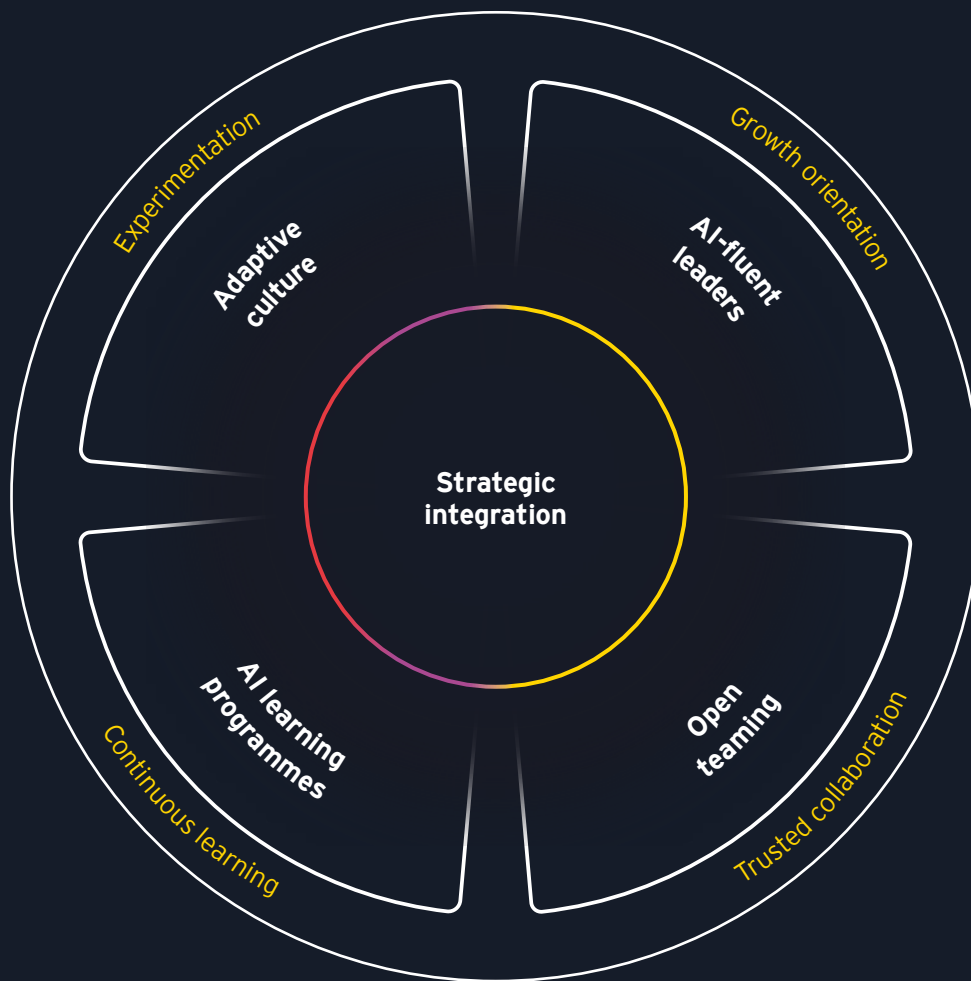 Experimentation
Growth orientation
Adaptive
culture
AI-fluent
leaders
Strategic
integration
AI learning
programmes
Open
teaming
Continuous learning
Trusted collaboration